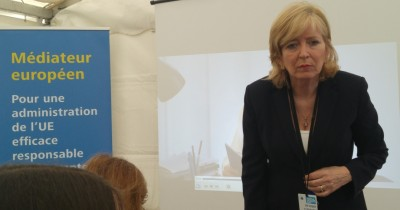 Médiateur
européen
Pour une
administration
de l'UE
efficace
responsable